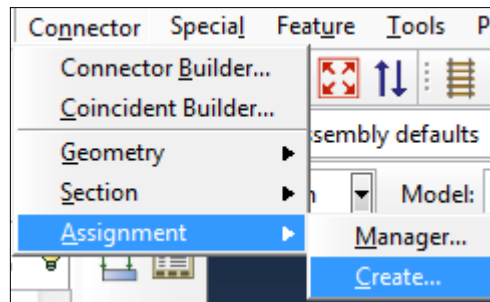 Connector Special Feature Tools P
Connector Builder...
Coincident Builder...
Geometry
sembly defaults
Section
Model:
Assignment
Manager...
Create...